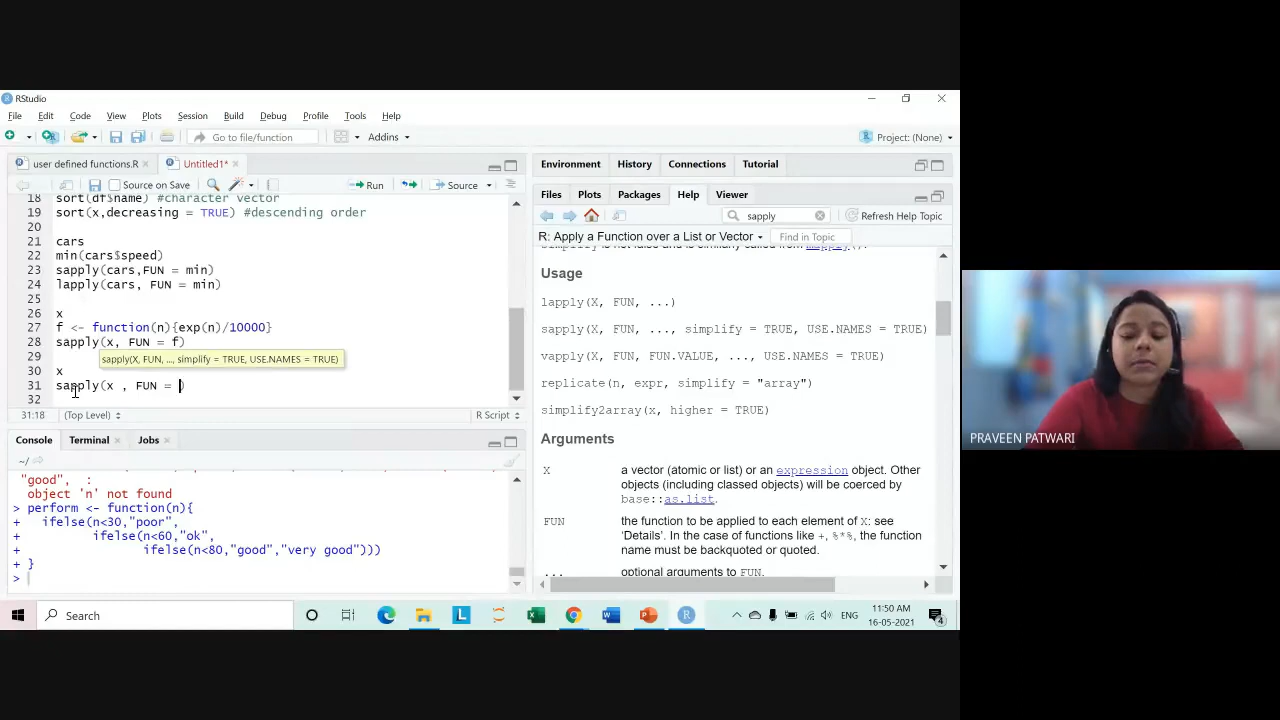 RStudio
File Edit Code View Plots Session Build Debug Profile Tools Help
Go to file/function Addins Project: (None)
user defined functions.R Untitled1*
Source on Save Run Source
18 sort(df$name) #character vector
19 sort(x,decreasing = TRUE) #descending order
20
21 cars
22 min(cars$speed)
23 sapply(cars,FUN = min)
24 lapply(cars, FUN = min)
25
26 x
27 f <- function(n){exp(n)/10000}
28 sapply(x, FUN = f)
29
sapply(X, FUN, ..., simplify = TRUE, USE.NAMES = TRUE)
30 x
31 sapply(x , FUN = )
32
31:18 (Top Level) R Script
Console Terminal Jobs
~/
"good", :
object 'n' not found
> perform <- function(n){
+ ifelse(n<30,"poor",
+ ifelse(n<60,"ok",
+ ifelse(n<80,"good","very good")))
+ }
>
Environment History Connections Tutorial
Files Plots Packages Help Viewer
sapply Refresh Help Topic
R: Apply a Function over a List or Vector Find in Topic
Usage
lapply(X, FUN, ...)
sapply(X, FUN, ..., simplify = TRUE, USE.NAMES = TRUE)
vapply(X, FUN, FUN.VALUE, ..., USE.NAMES = TRUE)
replicate(n, expr, simplify = "array")
simplify2array(x, higher = TRUE)
Arguments
X a vector (atomic or list) or an expression object. Other
objects (including classed objects) will be coerced by
base::as.list.
FUN the function to be applied to each element of X: see
'Details'. In the case of functions like +, %*%, the function
name must be backquoted or quoted.
... optional arguments to FUN.
Search
L
ENG
11:50 AM
16-05-2021
4
PRAVEEN PATWARI